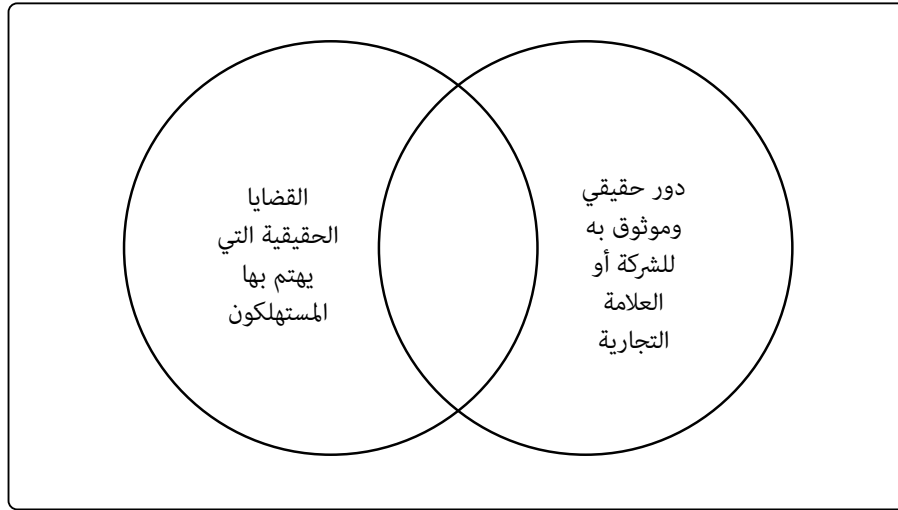 دور حقيقي
وموثوق به
للشركة أو
العلامة
التجارية
القضايا
الحقيقية التي
يهتم بها
المستهلكون